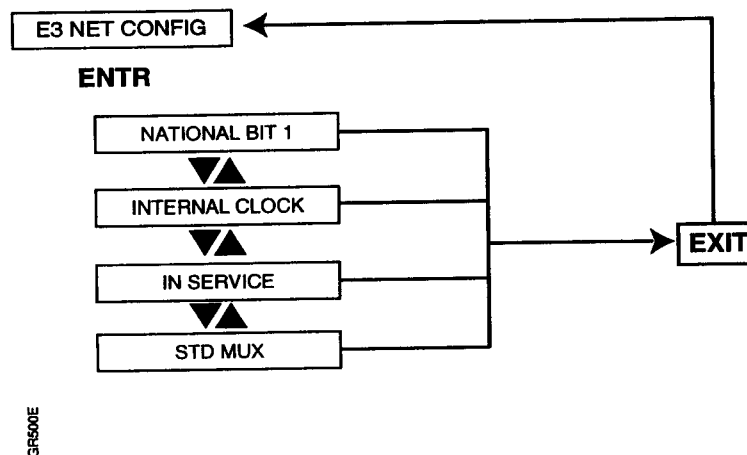 E3 NET CONFIG
ENTR
NATIONAL BIT 1
INTERNAL CLOCK
EXIT
IN SERVICE
STD MUX
GR500E